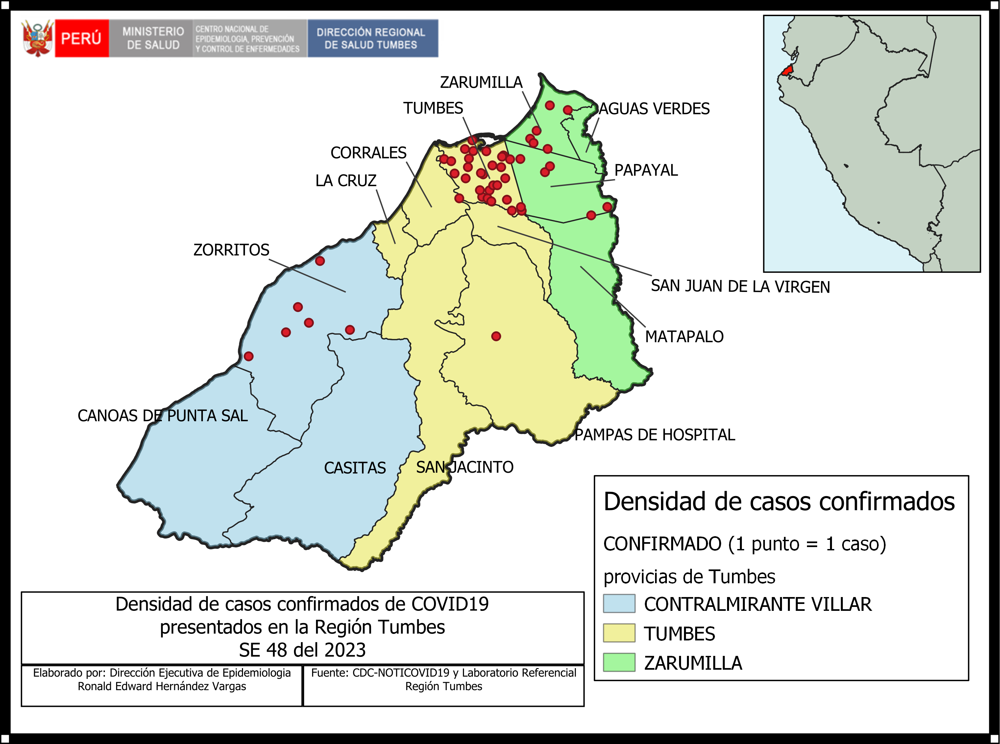 PERÚ
MINISTERIO
DE SALUD
CENTRO NACIONAL DE
EPIDEMIOLOGIA, PREVENCIÓN
Y CONTROL DE ENFERMEDADES
DIRECCIÓN REGIONAL
DE SALUD TUMBES
ZARUMILLA
TUMBES
AGUAS VERDES
CORRALES
PAPAYAL
LA CRUZ
ZORRITOS
SAN JUAN DE LA VIRGEN
MATAPALO
CANOAS DE PUNTA SAL
PAMPAS DE HOSPITAL
CASITAS
SAN JACINTO
Densidad de casos confirmados
CONFIRMADO (1 punto = 1 caso)
provicias de Tumbes
CONTRALMIRANTE VILLAR
TUMBES
ZARUMILLA
Densidad de casos confirmados de COVID19
presentados en la Región Tumbes
SE 48 del 2023
Elaborado por: Dirección Ejecutiva de Epidemiologia
Ronald Edward Hernández Vargas
Fuente: CDC-NOTICOVID19 y Laboratorio Referencial
Región Tumbes